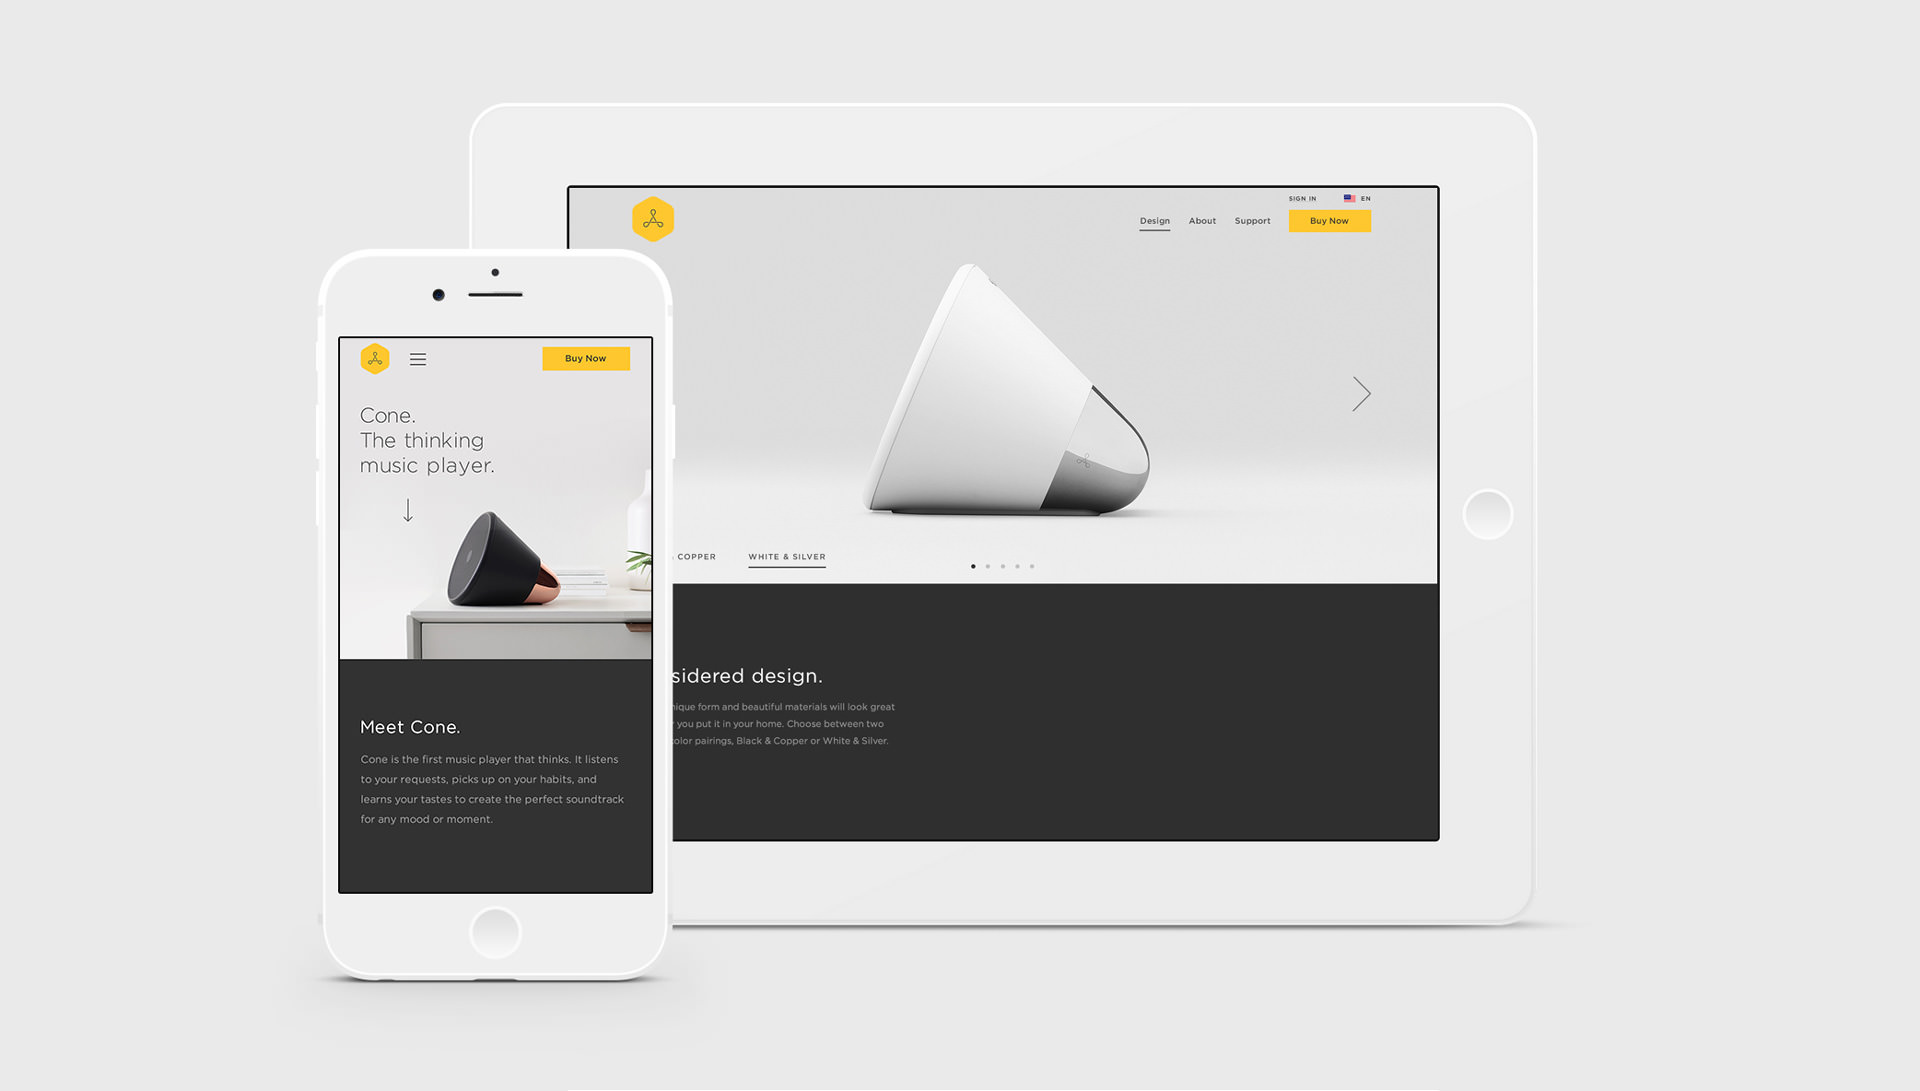 Buy Now
Cone.
The thinking
music player.
Meet Cone.
Cone is the first music player that thinks. It listens
to your requests, picks up on your habits, and
learns your tastes to create the perfect soundtrack
for any mood or moment.
SIGN IN
EN
Design
About
Support
Buy Now
COPPER
WHITE & SILVER
sidered design.
nique form and beautiful materials will look great
you put it in your home. Choose between two
olor pairings, Black & Copper or White & Silver.